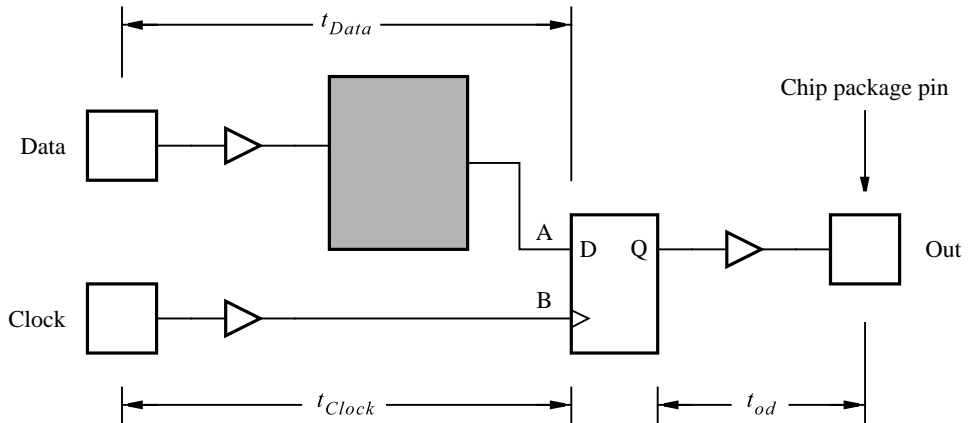 t_Data
Chip package pin
Data
A
D Q
Out
B
Clock
t_Clock
t_od